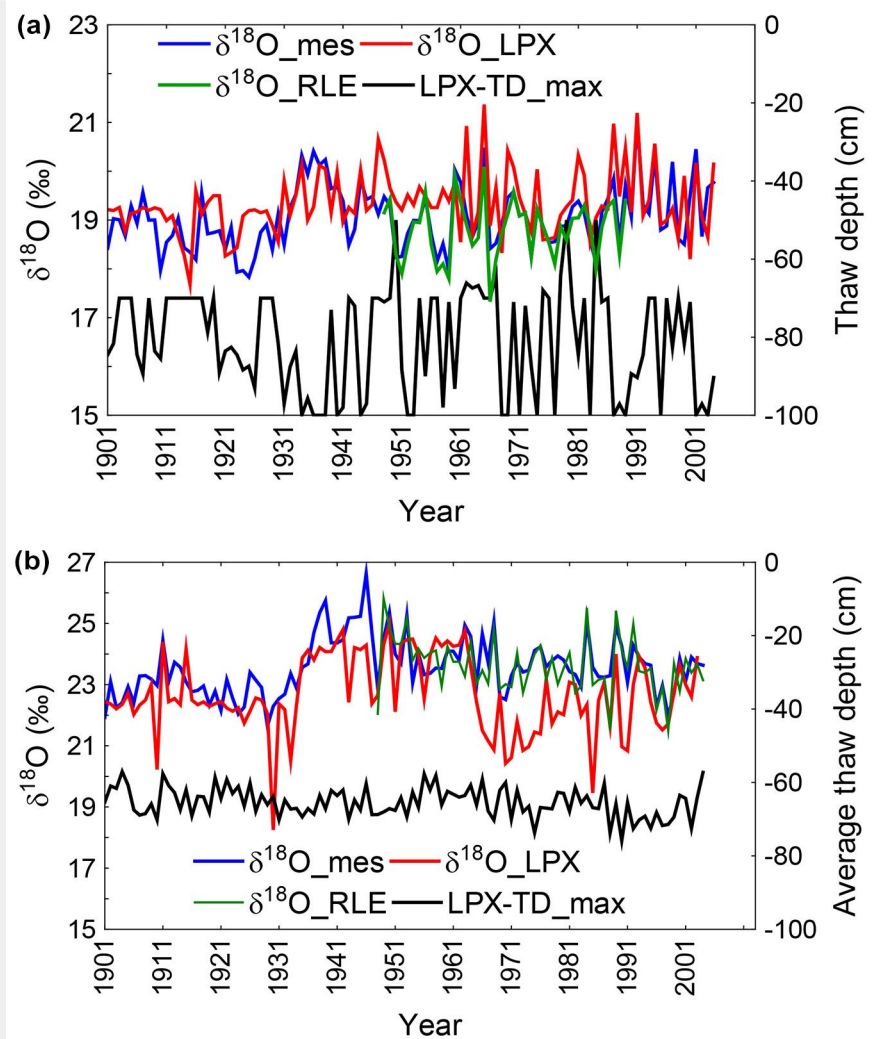 (a)
23
21
19
17
15
δ¹⁸O (‰)
δ¹⁸O_mes δ¹⁸O_LPX
δ¹⁸O_RLE LPX-TD_max
0
-20
-40
-60
-80
-100
Thaw depth (cm)
1901 1911 1921 1931 1941 1951 1961 1971 1981 1991 2001
Year
(b)
27
25
23
21
19
17
15
δ¹⁸O (‰)
δ¹⁸O_mes δ¹⁸O_LPX
δ¹⁸O_RLE LPX-TD_max
0
-20
-40
-60
-80
-100
Average thaw depth (cm)
1901 1911 1921 1931 1941 1951 1961 1971 1981 1991 2001
Year